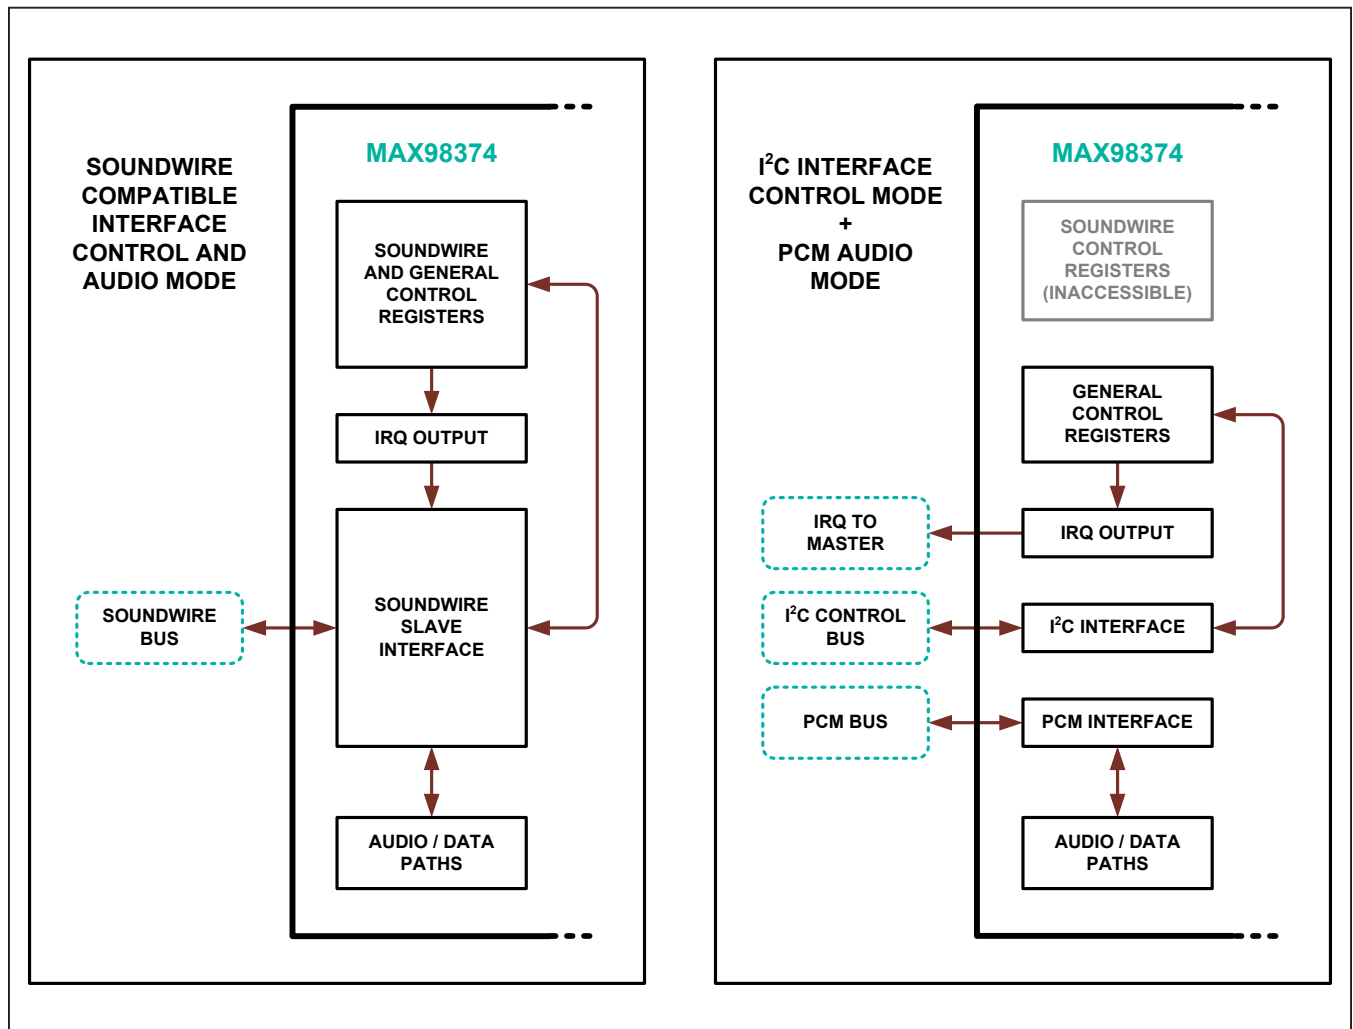 SOUNDWIRE
COMPATIBLE
INTERFACE
CONTROL AND
AUDIO MODE
MAX98374
SOUNDWIRE
AND GENERAL
CONTROL
REGISTERS
IRQ OUTPUT
SOUNDWIRE
SLAVE
INTERFACE
SOUNDWIRE
BUS
AUDIO / DATA
PATHS
I²C INTERFACE
CONTROL MODE
+
PCM AUDIO
MODE
MAX98374
SOUNDWIRE
CONTROL
REGISTERS
(INACCESSIBLE)
GENERAL
CONTROL
REGISTERS
IRQ TO
MASTER
IRQ OUTPUT
I²C CONTROL
BUS
I²C INTERFACE
PCM BUS
PCM INTERFACE
AUDIO / DATA
PATHS